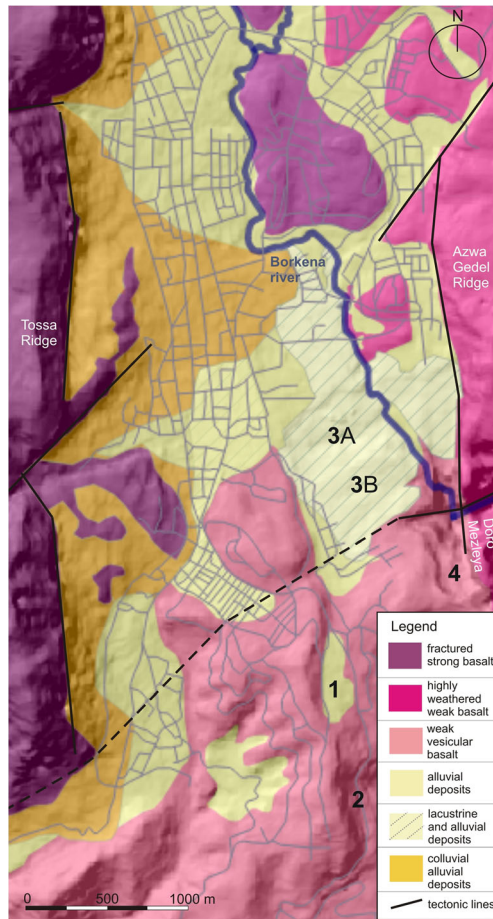 N
Borkena
river
Azwa
Gedel
Ridge
Tossa
Ridge
3A
3B
Doro
Mezleya
4
1
2
Legend
fractured
strong basalt
highly
weathered
weak basalt
weak
vesicular
basalt
alluvial
deposits
lacustrine
and alluvial
deposits
colluvial
alluvial
deposits
tectonic lines
0 500 1000 m